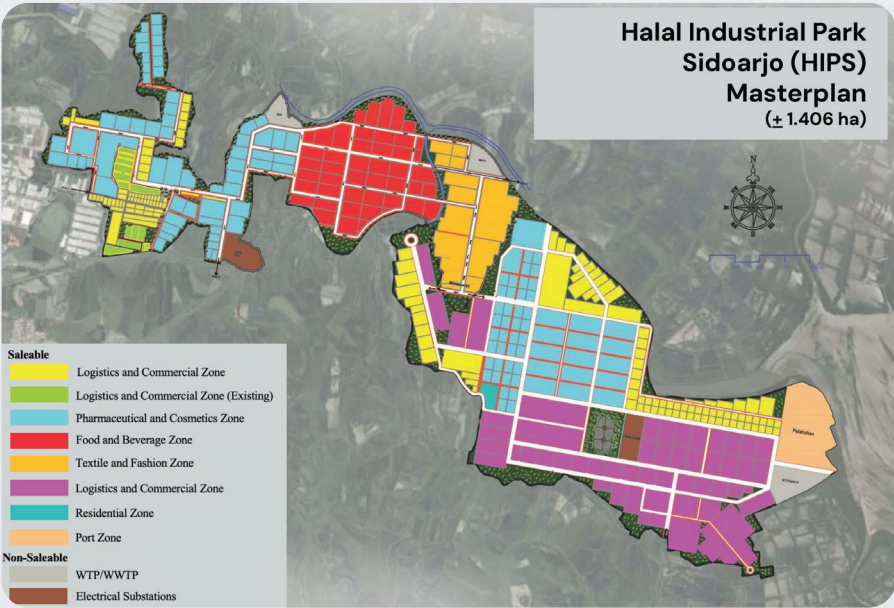 Halal Industrial Park
Sidoarjo (HIPS)
Masterplan
(± 1.406 ha)
N
S
Pelabuhan
Saleable
Logistics and Commercial Zone
Logistics and Commercial Zone (Existing)
Pharmaceutical and Cosmetics Zone
Food and Beverage Zone
Textile and Fashion Zone
Logistics and Commercial Zone
Residential Zone
Port Zone
Non-Saleable
WTP/WWTP
Electrical Substations